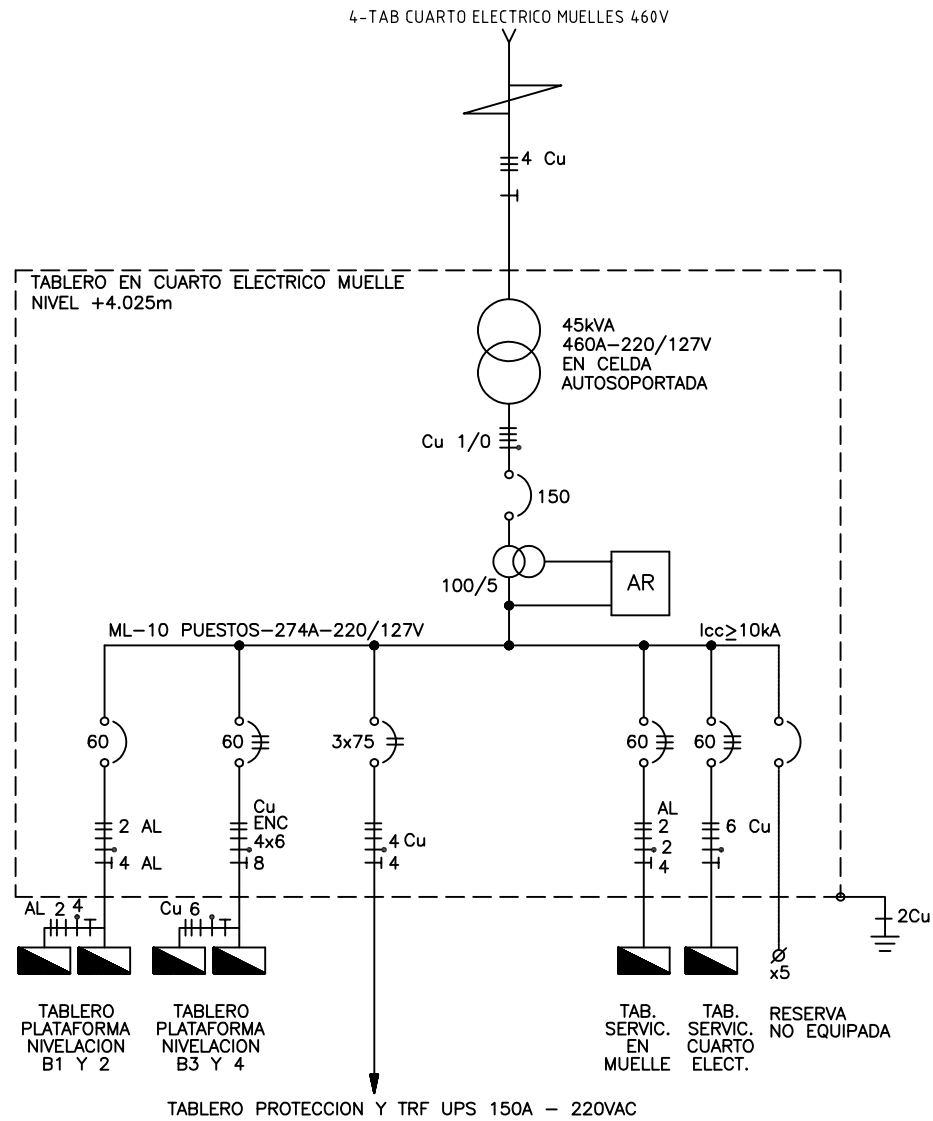 4-TAB CUARTO ELECTRICO MUELLES 460V
4 Cu
TABLERO EN CUARTO ELECTRICO MUELLE
NIVEL +4.025m
45kVA
460A-220/127V
EN CELDA
AUTOSOPORTADA
Cu 1/0
150
100/5
AR
ML-10 PUESTOS-274A-220/127V
Icc≥10kA
60
60
3x75
60
60
2 AL
4 AL
Cu
ENC
4x6
8
4 Cu
4
AL
2
2
4
6 Cu
AL 2 4
Cu 6
2Cu
x5
TABLERO
PLATAFORMA
NIVELACION
B1 Y 2
TABLERO
PLATAFORMA
NIVELACION
B3 Y 4
TAB.
SERVIC.
EN
MUELLE
TAB.
SERVIC.
CUARTO
ELECT.
RESERVA
NO EQUIPADA
TABLERO PROTECCION Y TRF UPS 150A - 220VAC